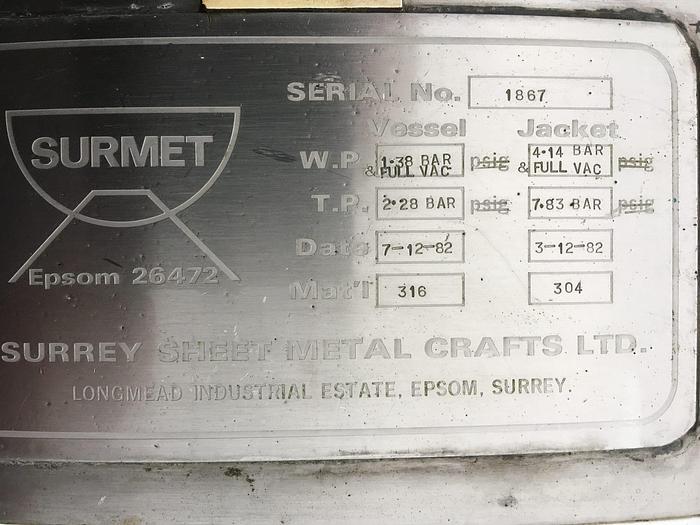 SURMET
Epsom 26472
SERIAL No. 1867
Vessel Jacket
W.P. 1·38 BAR & FULL VAC psig 4·14 BAR & FULL VAC psig
T.P. 2·28 BAR psig 7·83 BAR psig
Date 7-12-82 3-12-82
Mat'l 316 304
SURREY SHEET METAL CRAFTS LTD.
LONGMEAD INDUSTRIAL ESTATE, EPSOM, SURREY.